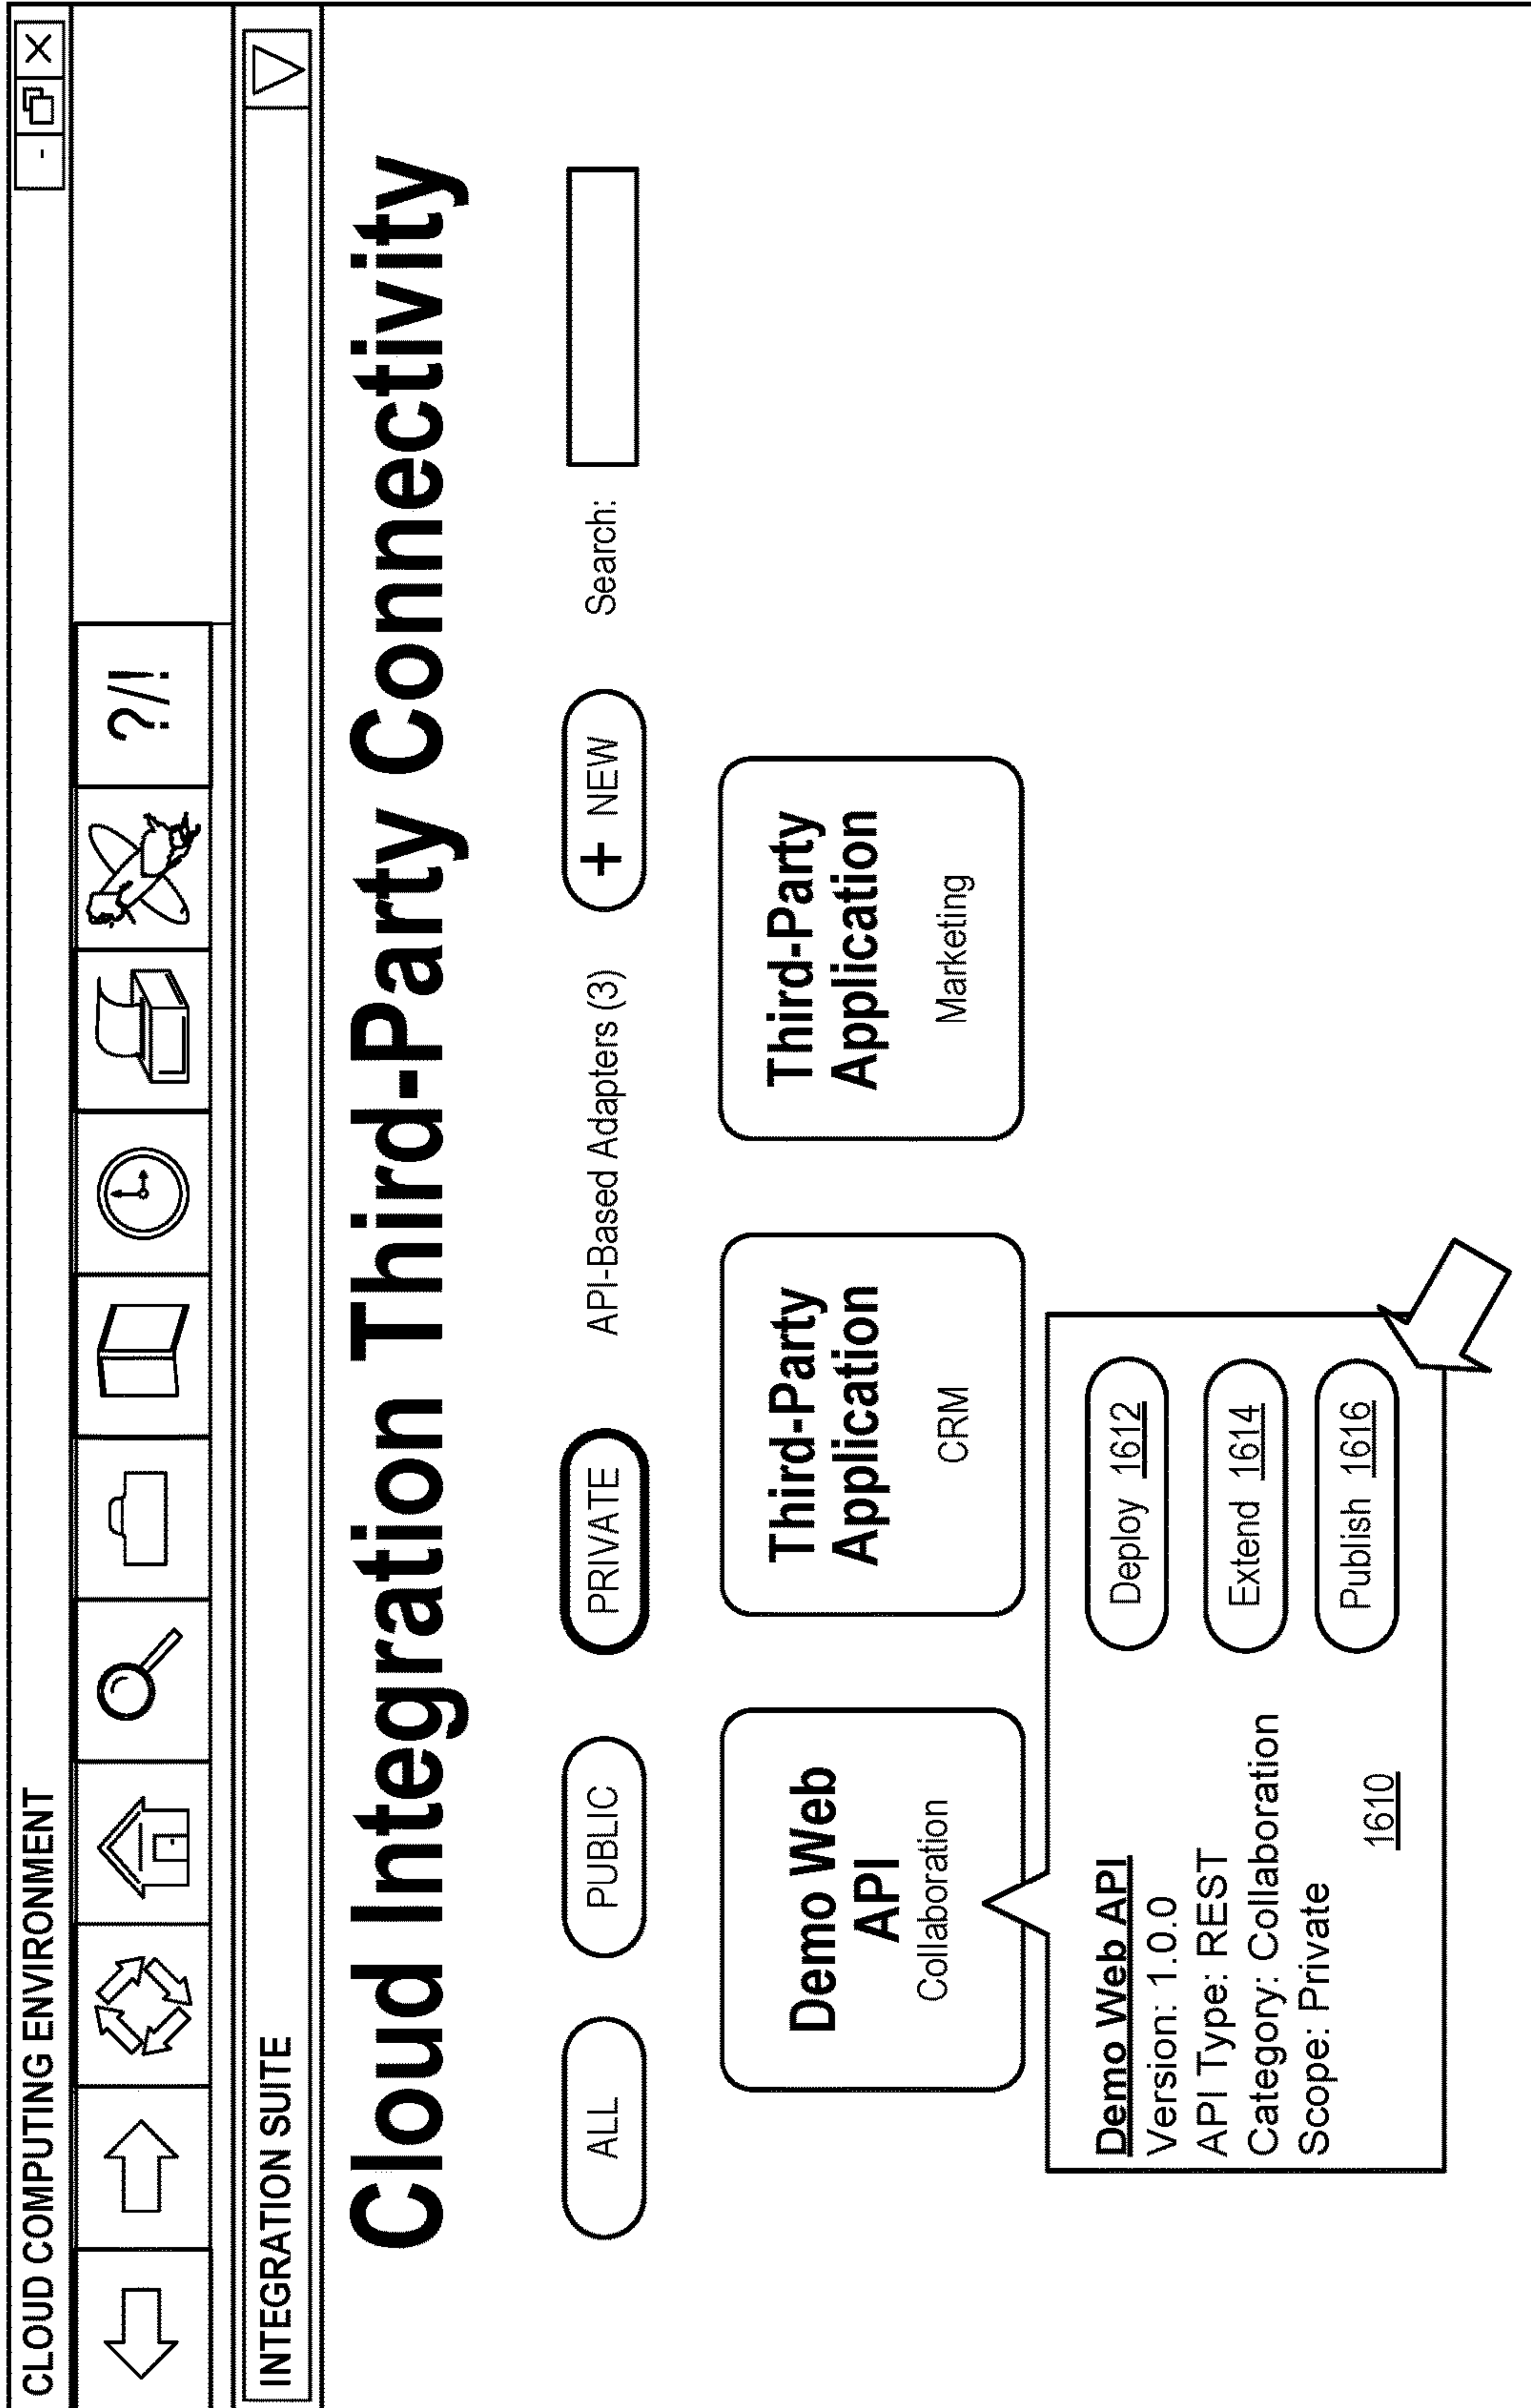 CLOUD COMPUTING ENVIRONMENT
- X
?/!
INTEGRATION SUITE
Cloud Integration Third-Party Connectivity
ALL PUBLIC PRIVATE API-Based Adapters (3) + NEW Search:
Demo Web
API
Collaboration
Third-Party
Application
CRM
Third-Party
Application
Marketing
Demo Web API
Version: 1.0.0
API Type: REST
Category: Collaboration
Scope: Private
1610
Deploy 1612
Extend 1614
Publish 1616